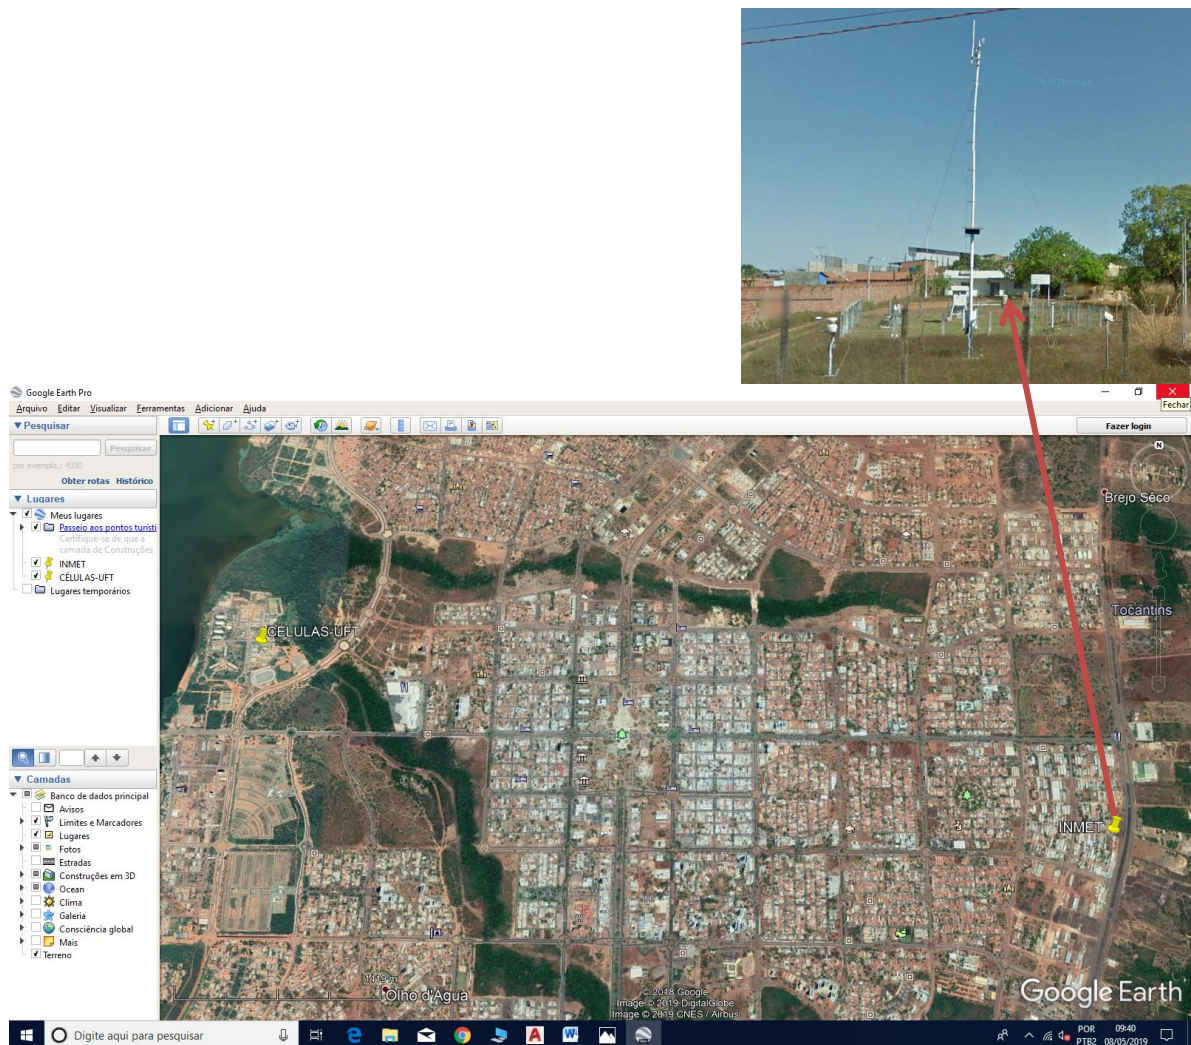 © 2018 Google
Google Earth Pro
Fechar
Arquivo Editar Visualizar Ferramentas Adicionar Ajuda
Pesquisar
Fazer login
Pesquisar
por exemplo,: 4350
Obter rotas Histórico
Lugares
Meus lugares
Passeio aos pontos turísti
Certifique-se de que a
camada de Construções
INMET
CÉLULAS-UFT
Lugares temporários
N
Brejo Sêco
Tocantins
CELULAS-UFT
INMET
Camadas
Banco de dados principal
Avisos
Limites e Marcadores
Lugares
Fotos
Estradas
Construções em 3D
Ocean
Clima
Galeria
Consciência global
Mais
Terreno
1419 m
Olho d'Água
© 2018 Google
Image © 2019 DigitalGlobe
Image © 2019 CNES / Airbus
Google Earth
Digite aqui para pesquisar
POR
PTB2
09:40
08/05/2019